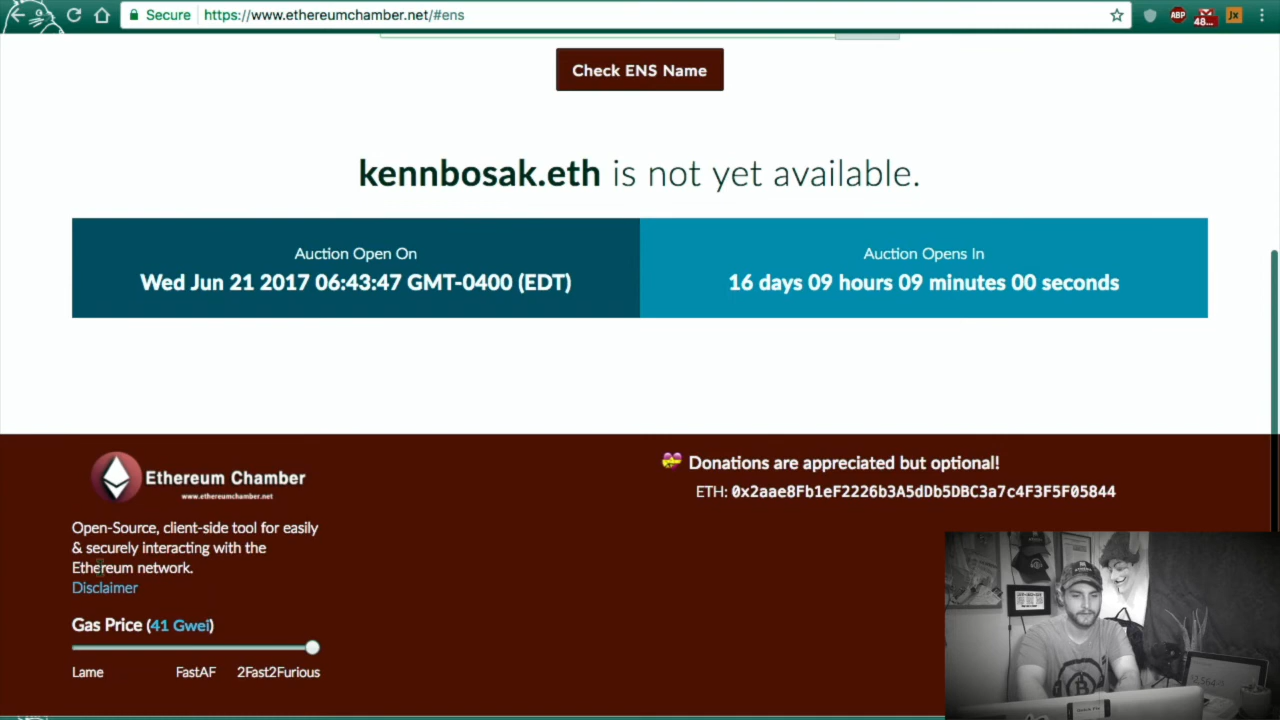 Secure https://www.ethereumchamber.net/#ens
ABP
48...
JX
Check ENS Name
kennbosak.eth is not yet available.
Auction Open On
Wed Jun 21 2017 06:43:47 GMT-0400 (EDT)
Auction Opens In
16 days 09 hours 09 minutes 00 seconds
Ethereum Chamber
www.ethereumchamber.net
Open-Source, client-side tool for easily
& securely interacting with the
Ethereum network.
Disclaimer
Gas Price (41 Gwei)
Lame FastAF 2Fast2Furious
Donations are appreciated but optional!
ETH: 0x2aae8Fb1eF2226b3A5dDb5DBC3a7c4F3F5F05844